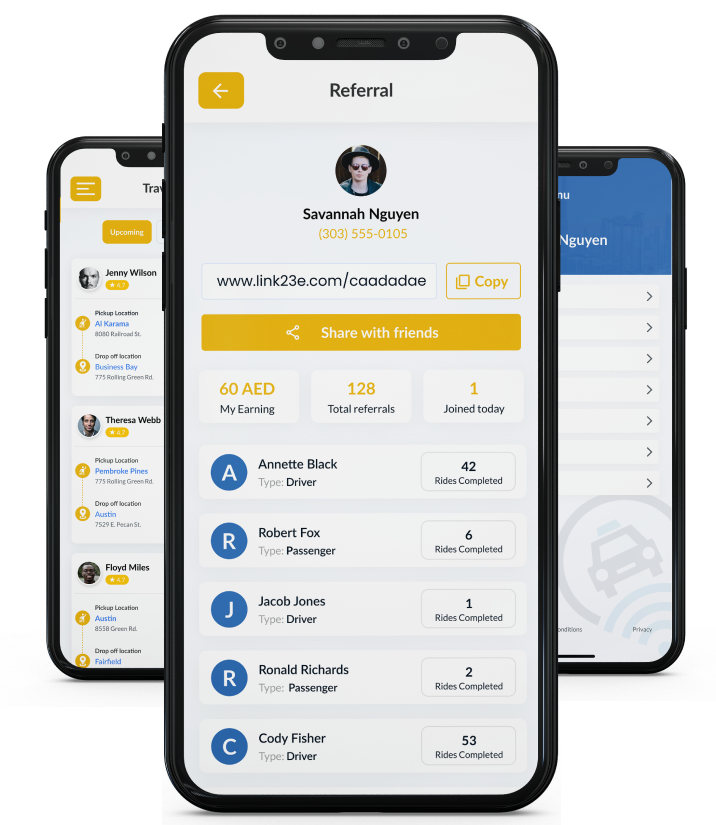 Referral
Savannah Nguyen
(303) 555-0105
www.link23e.com/caadadae
Copy
Share with friends
60 AED
My Earning
128
Total referrals
1
Joined today
A
Annette Black
Type: Driver
42
Rides Completed
R
Robert Fox
Type: Passenger
6
Rides Completed
J
Jacob Jones
Type: Driver
1
Rides Completed
R
Ronald Richards
Type: Passenger
2
Rides Completed
C
Cody Fisher
Type: Driver
53
Rides Completed
Trav
Upcoming
Jenny Wilson
★ 4.7
Pickup Location
Al Karama
8080 Railroad St.
Drop off location
Business Bay
775 Rolling Green Rd.
Theresa Webb
★ 4.7
Pickup Location
Pembroke Pines
775 Rolling Green Rd.
Drop off location
Austin
7529 E. Pecan St.
Floyd Miles
★ 4.7
Pickup Location
Austin
8558 Green Rd.
Drop off location
Fairfield
nu
Nguyen
onditions
Privacy